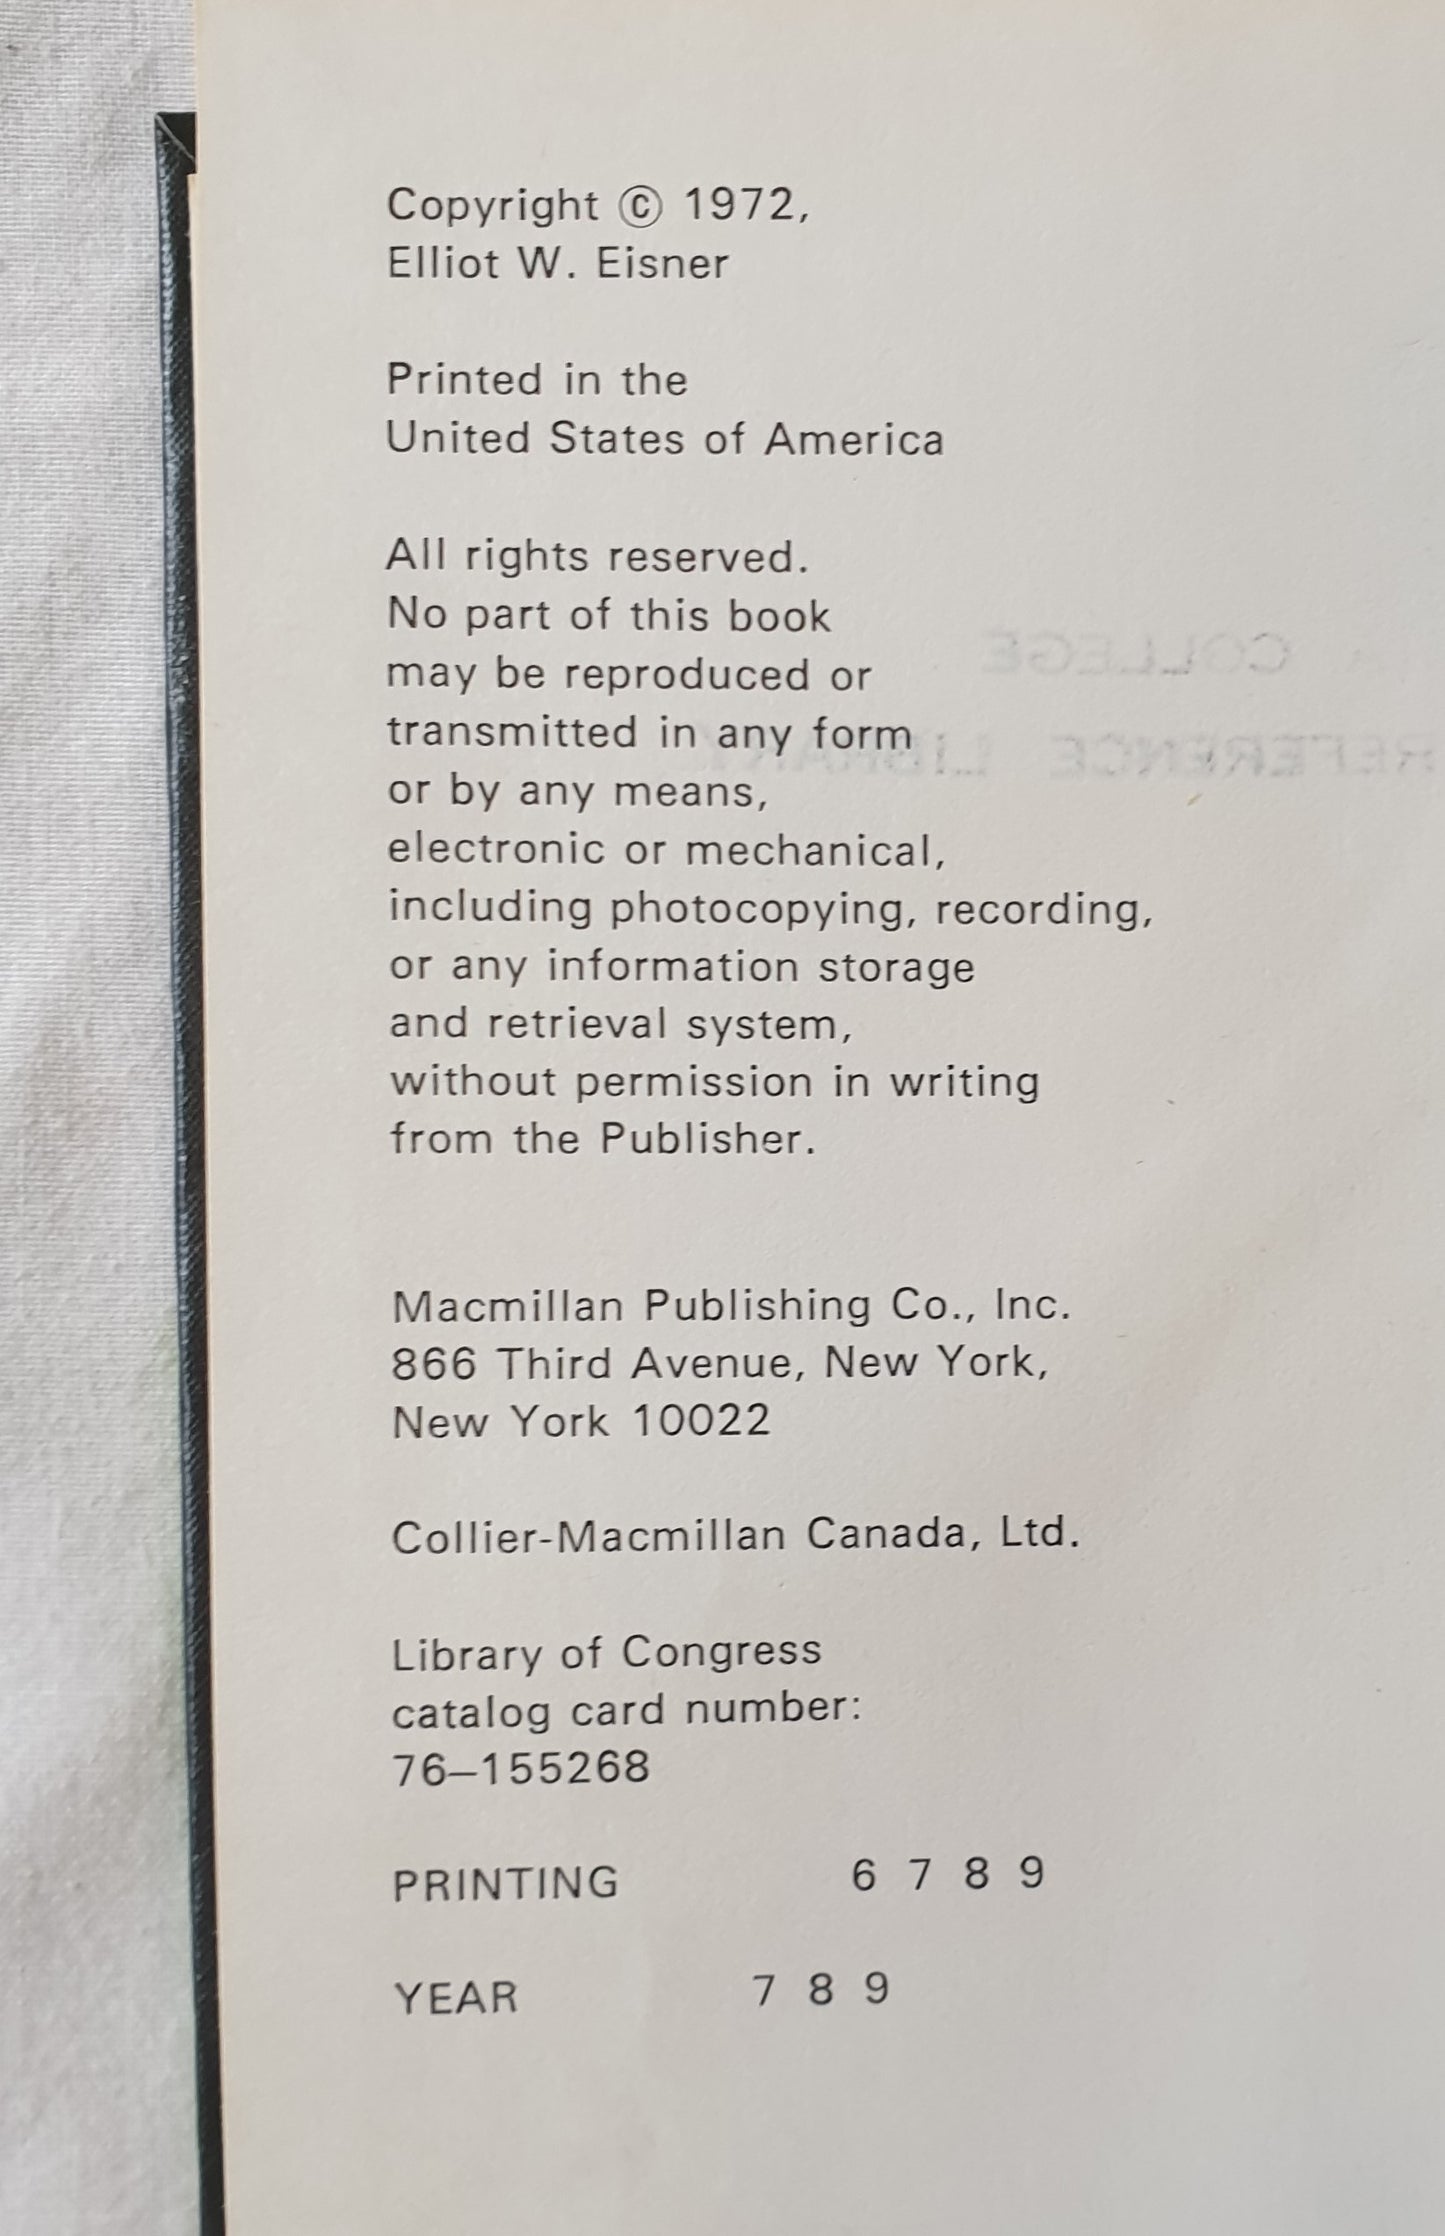 Copyright © 1972,
Elliot W. Eisner
Printed in the
United States of America
All rights reserved.
No part of this book
may be reproduced or
transmitted in any form
or by any means,
electronic or mechanical,
including photocopying, recording,
or any information storage
and retrieval system,
without permission in writing
from the Publisher.
Macmillan Publishing Co., Inc.
866 Third Avenue, New York,
New York 10022
Collier-Macmillan Canada, Ltd.
Library of Congress
catalog card number:
76–155268
PRINTING 6 7 8 9
YEAR 7 8 9
COLLEGE
REFERENCE LIBRARY